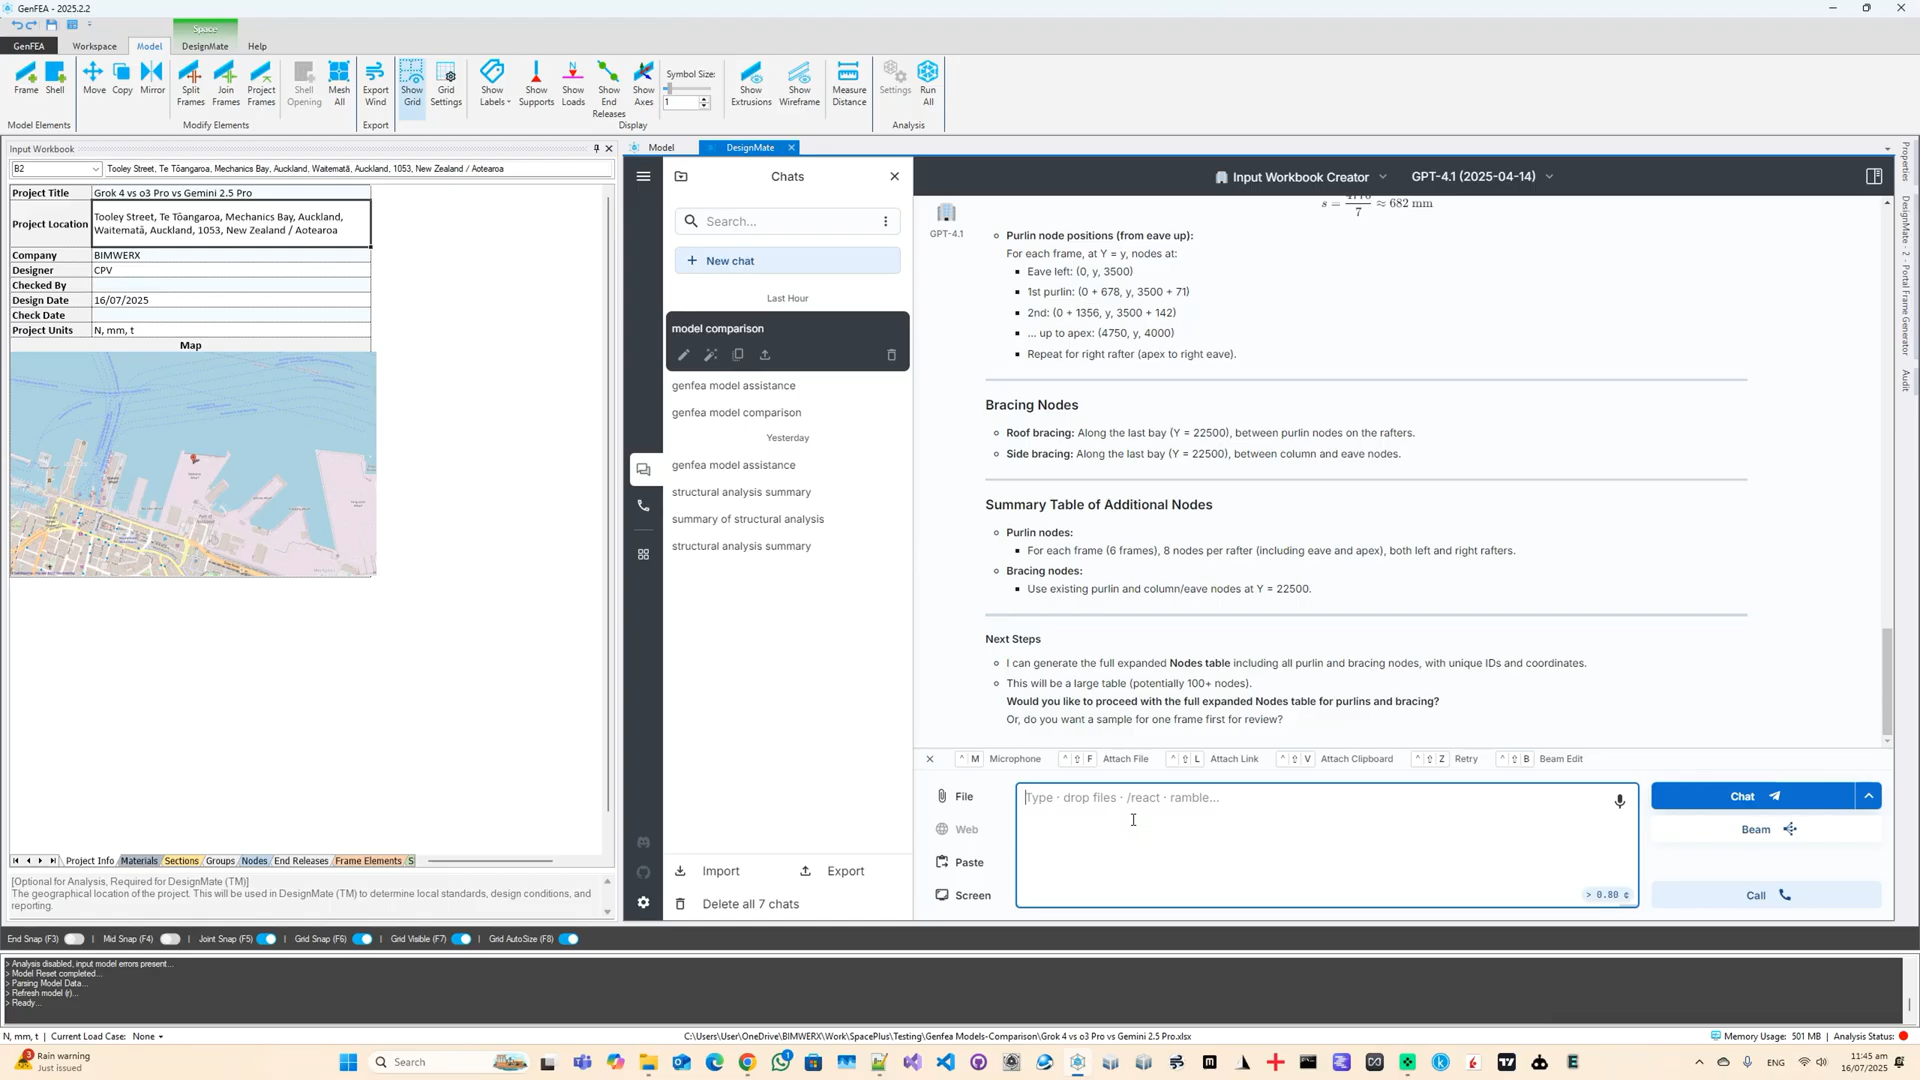 GenFEA - 2025.2.2
Space
GenFEA
Workspace
Model
DesignMate
Help
Frame
Shell
Move
Copy
Mirror
Split Frames
Join Frames
Project Frames
Shell Opening
Mesh All
Export Wind
Show Grid
Grid Settings
Show Labels
Show Supports
Show Loads
Show End Releases
Show Axes
Symbol Size:
1
Show Extrusions
Show Wireframe
Measure Distance
Settings
Run All
Model Elements
Modify Elements
Export
Display
Analysis
Input Workbook
B2
Tooley Street, Te Tōangaroa, Mechanics Bay, Auckland, Waitematā, Auckland, 1053, New Zealand / Aotearoa
Project Title
Grok 4 vs o3 Pro vs Gemini 2.5 Pro
Project Location
Tooley Street, Te Tōangaroa, Mechanics Bay, Auckland,
Waitematā, Auckland, 1053, New Zealand / Aotearoa
Company
BIMWERX
Designer
CPV
Checked By
Design Date
16/07/2025
Check Date
Project Units
N, mm, t
Map
Project Info
Materials
Sections
Groups
Nodes
End Releases
Frame Elements
S
[Optional for Analysis, Required for DesignMate (TM)]
The geographical location of the project. This will be used in DesignMate (TM) to determine local standards, design conditions, and
reporting.
Model
DesignMate
Chats
Search...
New chat
Last Hour
model comparison
genfea model assistance
genfea model comparison
Yesterday
genfea model assistance
structural analysis summary
summary of structural analysis
structural analysis summary
Import
Export
Delete all 7 chats
Input Workbook Creator
GPT-4.1 (2025-04-14)
GPT-4.1
s = 4776/7 ≈ 682 mm
Purlin node positions (from eave up):
For each frame, at Y = y, nodes at:
Eave left: (0, y, 3500)
1st purlin: (0 + 678, y, 3500 + 71)
2nd: (0 + 1356, y, 3500 + 142)
... up to apex: (4750, y, 4000)
Repeat for right rafter (apex to right eave).
Bracing Nodes
Roof bracing: Along the last bay (Y = 22500), between purlin nodes on the rafters.
Side bracing: Along the last bay (Y = 22500), between column and eave nodes.
Summary Table of Additional Nodes
Purlin nodes:
For each frame (6 frames), 8 nodes per rafter (including eave and apex), both left and right rafters.
Bracing nodes:
Use existing purlin and column/eave nodes at Y = 22500.
Next Steps
I can generate the full expanded Nodes table including all purlin and bracing nodes, with unique IDs and coordinates.
This will be a large table (potentially 100+ nodes).
Would you like to proceed with the full expanded Nodes table for purlins and bracing?
Or, do you want a sample for one frame first for review?
^ M Microphone
^ ⇧ F Attach File
^ ⇧ L Attach Link
^ ⇧ V Attach Clipboard
^ ⇧ Z Retry
^ ⇧ B Beam Edit
File
Web
Paste
Screen
Type · drop files · /react · ramble...
> 0.80 ¢
Chat
Beam
Call
Properties
DesignMate - 2 - Portal Frame Generator
Audit
End Snap (F3)
Mid Snap (F4)
Joint Snap (F5)
Grid Snap (F6)
Grid Visible (F7)
Grid AutoSize (F8)
> Analysis disabled, input model errors present...
> Model Reset completed...
> Parsing Model Data...
> Refresh model (r)...
> Ready...
N, mm, t
Current Load Case: None
C:\Users\User\OneDrive\BIMWERX\Work\SpacePlus\Testing\Genfea Models-Comparison\Grok 4 vs o3 Pro vs Gemini 2.5 Pro.xlsx
Memory Usage: 501 MB
Analysis Status:
3
Rain warning
Just issued
Search
1
ENG
11:45 am
16/07/2025